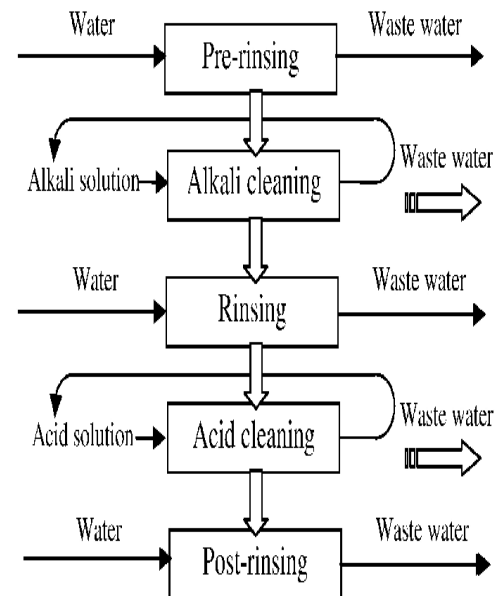 Water
Waste water
Pre-rinsing
Waste water
Alkali solution
Alkali cleaning
Water
Waste water
Rinsing
Waste water
Acid solution
Acid cleaning
Water
Waste water
Post-rinsing